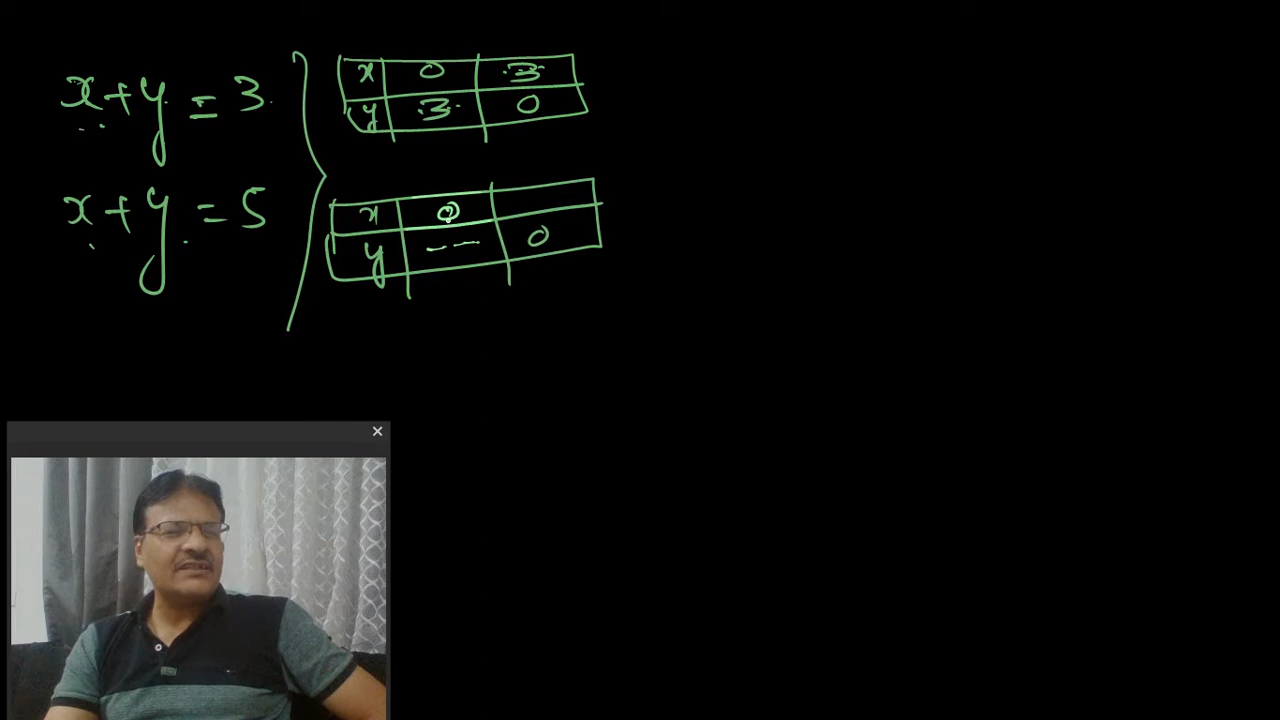 x+y=3
x 0 3
y 3 0
x+y=5
x 0
y -- 0